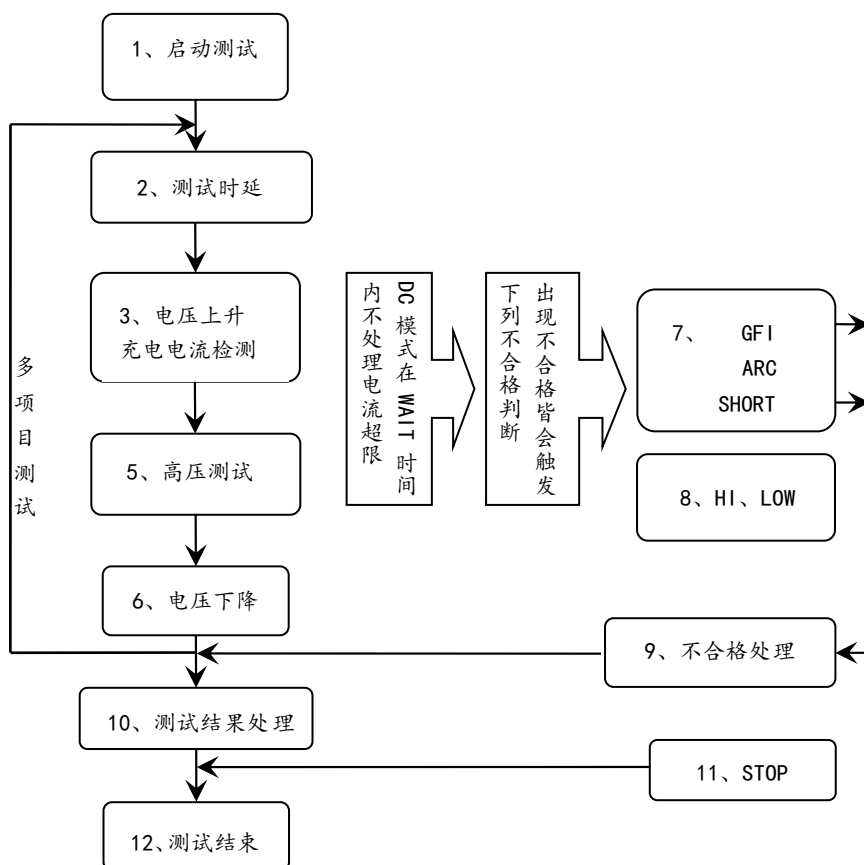 1、启动测试
2、测试时延
3、电压上升
充电电流检测
多项目测试
5、高压测试
6、电压下降
DC 模式在 WAIT 时间
内不处理电流超限
出现不合格皆会触发
下列不合格判断
7、 GFI
ARC
SHORT
8、HI、LOW
9、不合格处理
10、测试结果处理
11、STOP
12、测试结束